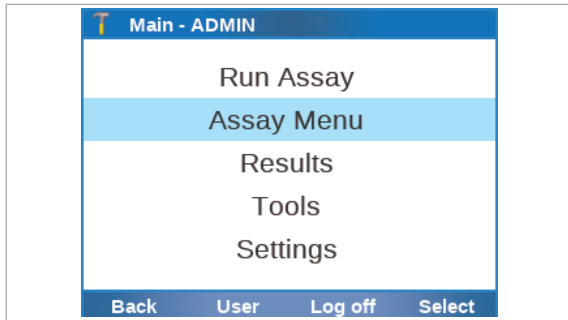 Main - ADMIN
Run Assay
Assay Menu
Results
Tools
Settings
Back User Log off Select